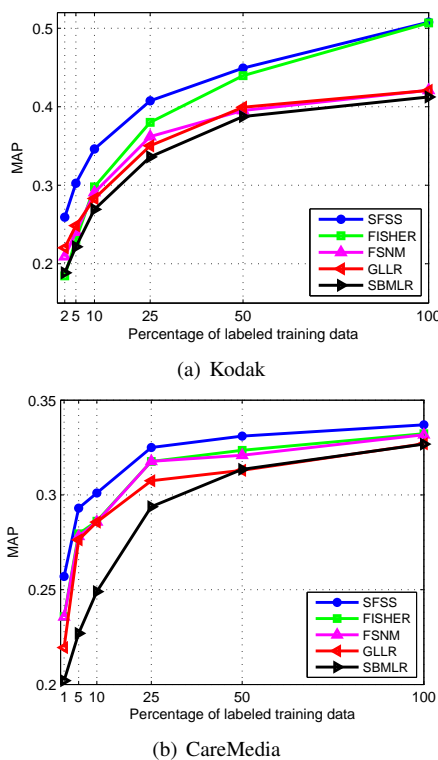 0.5
0.4
0.3
0.2
MAP
SFSS
FISHER
FSNM
GLLR
SBMLR
2 5 10 25 50 100
Percentage of labeled training data
(a) Kodak
0.35
0.3
0.25
0.2
MAP
SFSS
FISHER
FSNM
GLLR
SBMLR
1 5 10 25 50 100
Percentage of labeled training data
(b) CareMedia